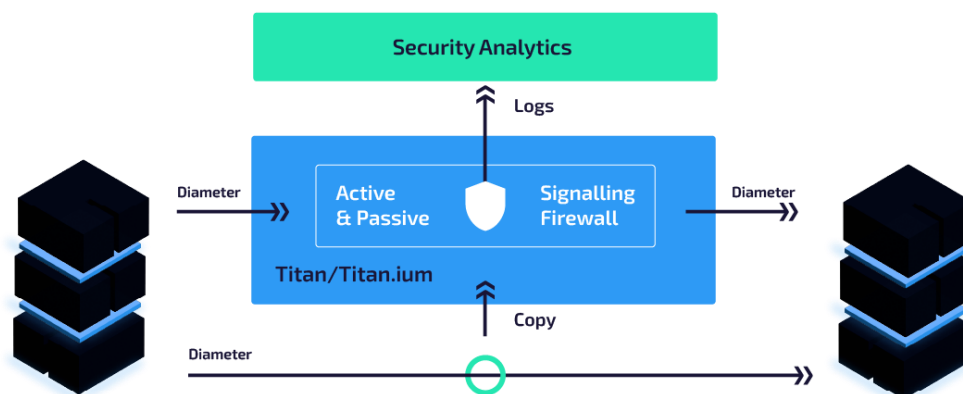 Security Analytics
Logs
Diameter
Active
& Passive
Signalling
Firewall
Diameter
Titan/Titan.ium
Copy
Diameter